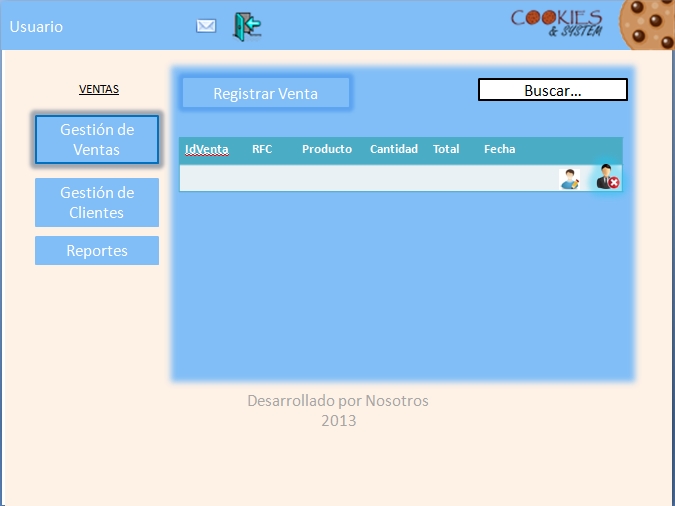 Usuario
COOKIES
& SYSTEM
VENTAS
Registrar Venta
Buscar...
Gestión de
Ventas
IdVenta RFC Producto Cantidad Total Fecha
Gestión de
Clientes
Reportes
Desarrollado por Nosotros
2013